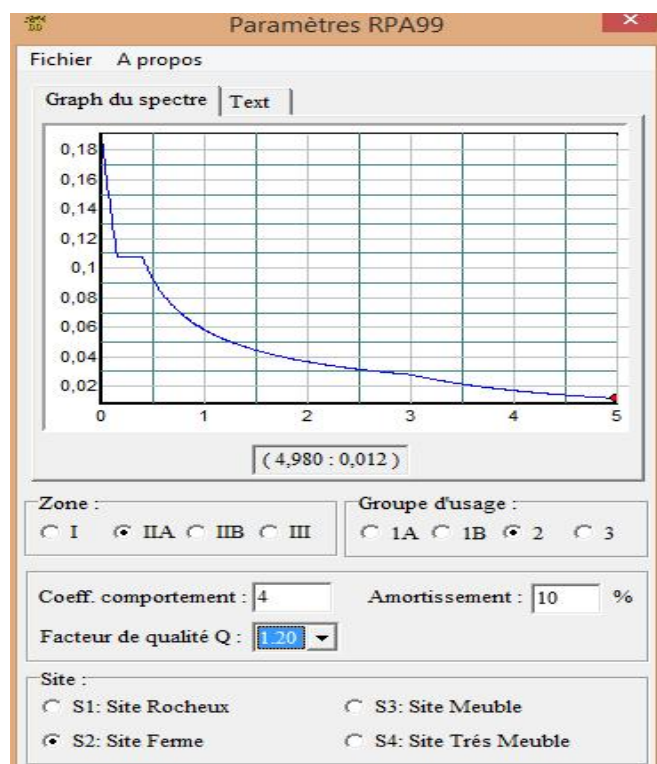 Paramètres RPA99
Fichier A propos
Graph du spectre Text
0,18
0,16
0,14
0,12
0,1
0,08
0,06
0,04
0,02
0 1 2 3 4 5
( 4,980 : 0,012 )
Zone :
I IIA IIB III
Groupe d'usage :
1A 1B 2 3
Coeff. comportement : 4 Amortissement : 10 %
Facteur de qualité Q : 1.20
Site :
S1: Site Rocheux S3: Site Meuble
S2: Site Ferme S4: Site Trés Meuble